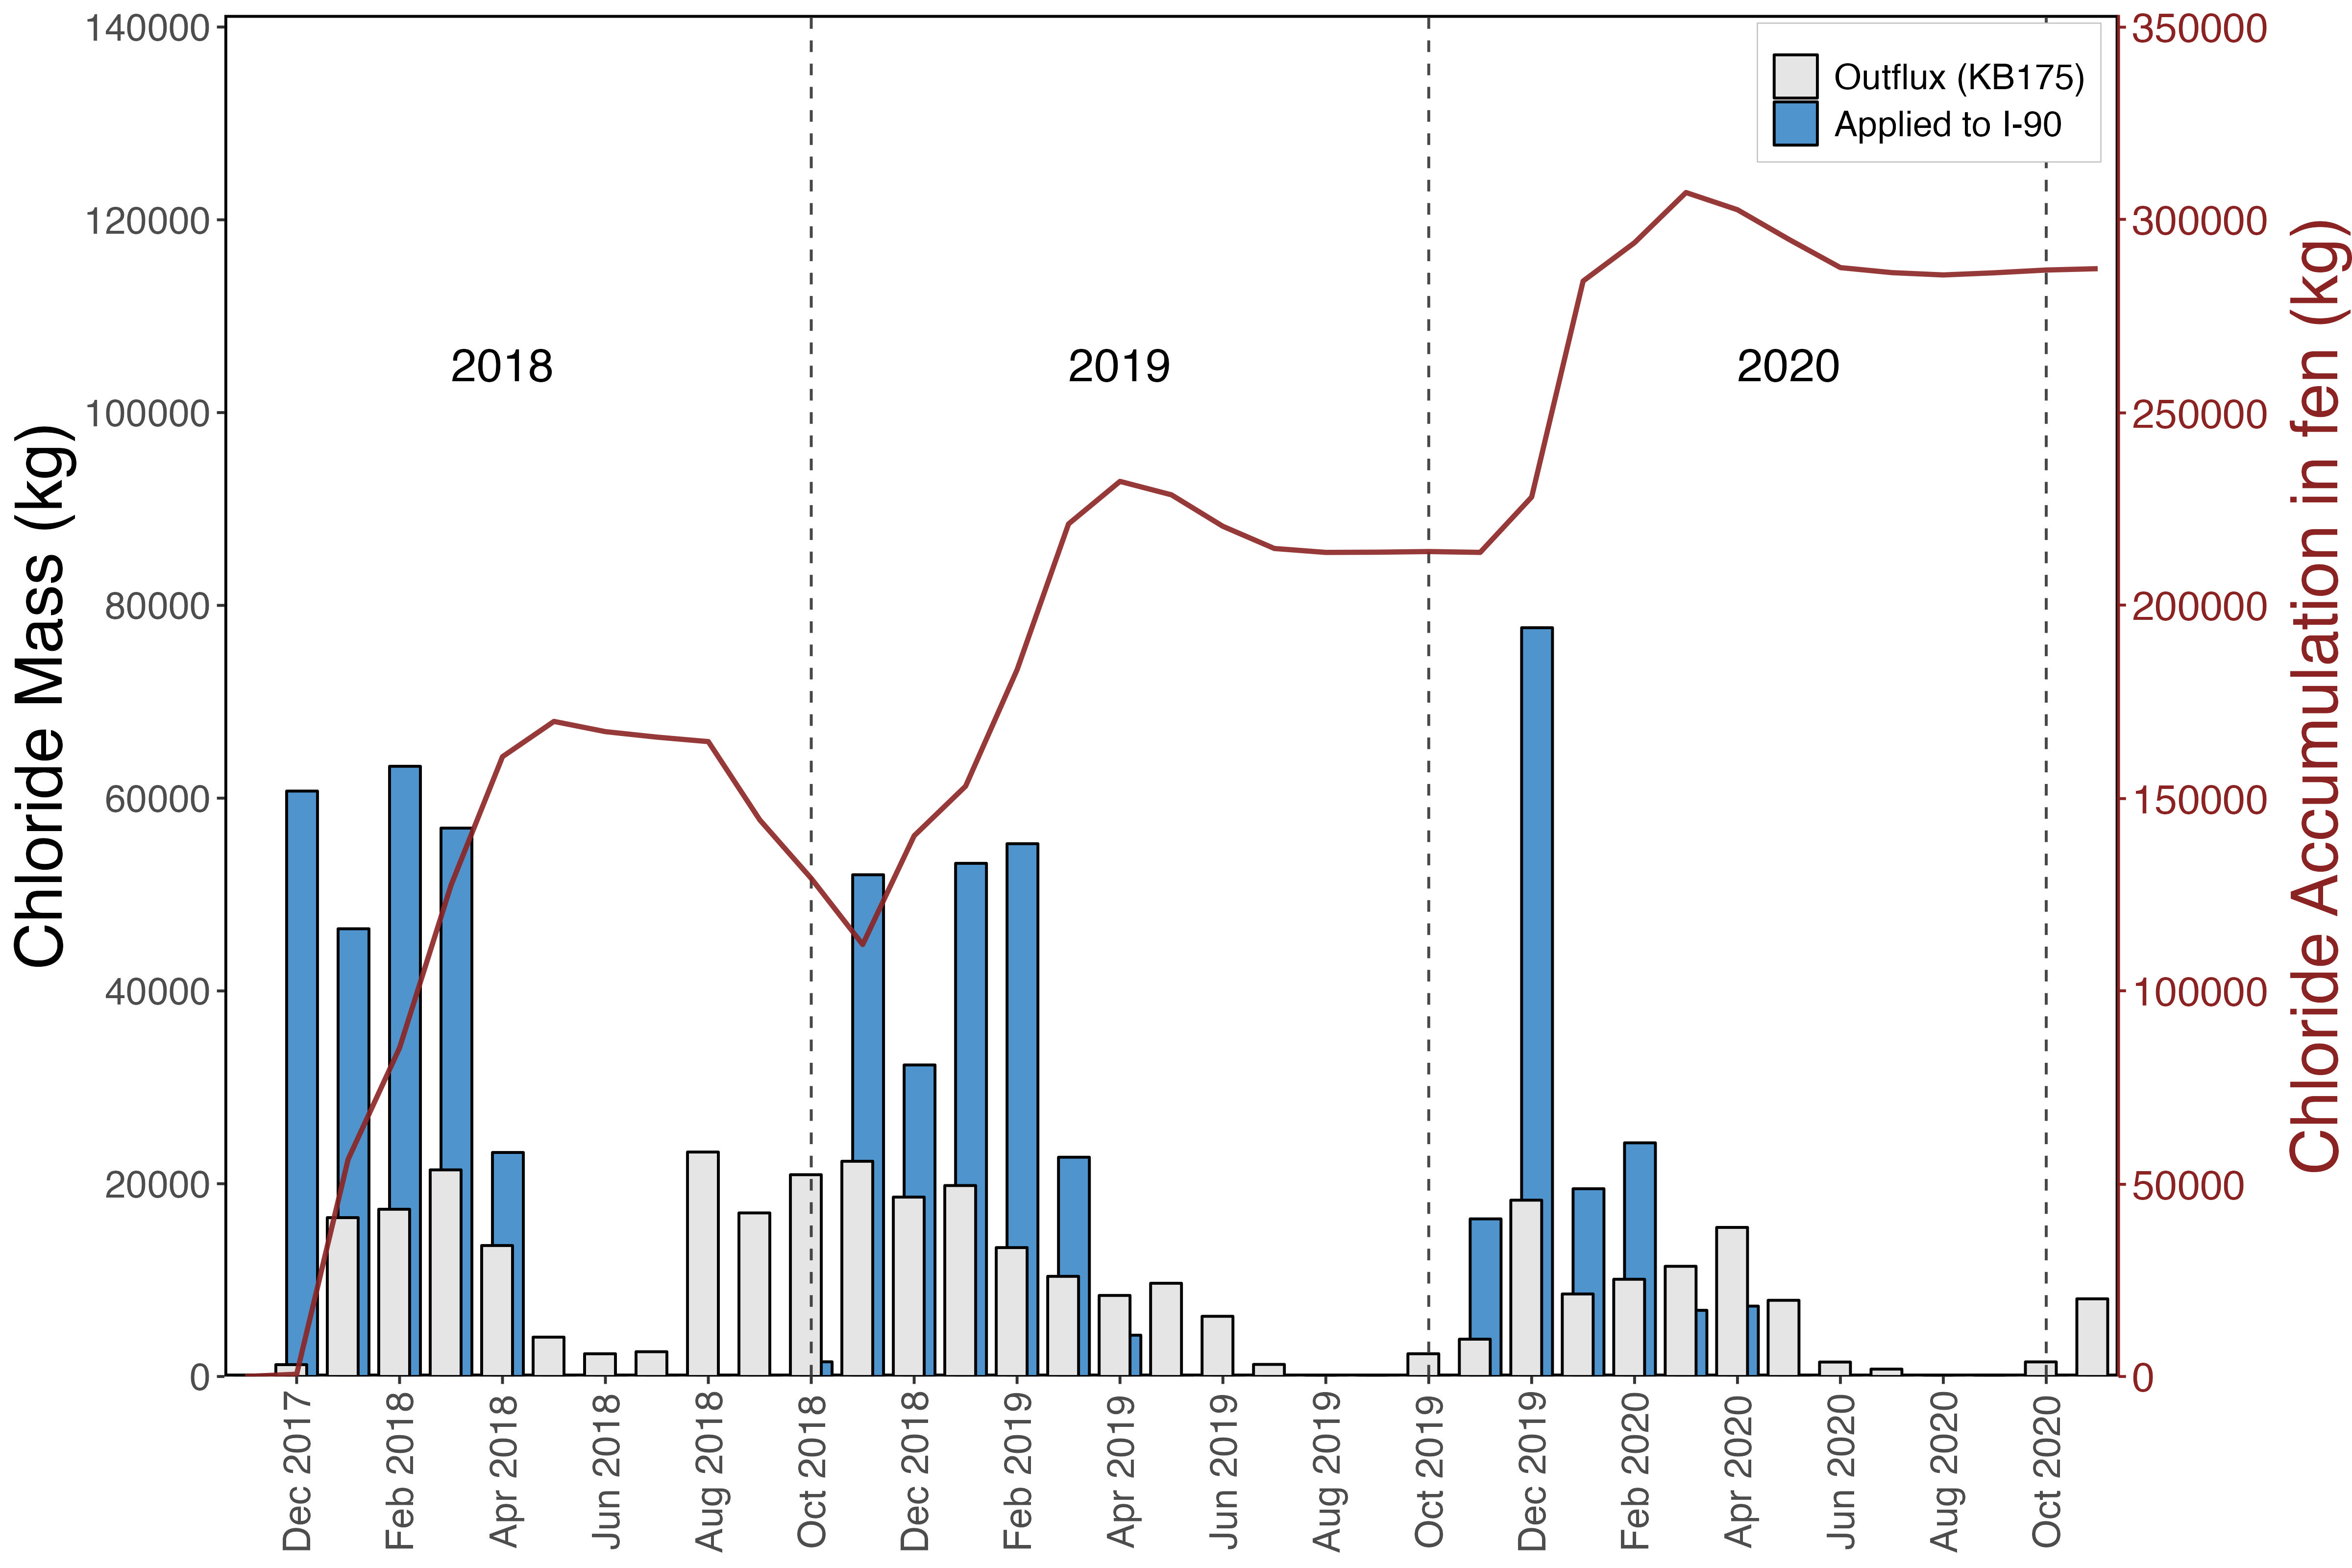 Chloride Mass (kg)
140000
120000
100000
80000
60000
40000
20000
0
Outflux (KB175)
Applied to I-90
2018
2019
2020
350000
300000
250000
200000
150000
100000
50000
0
Chloride Accumulation in fen (kg)
Dec 2017
Feb 2018
Apr 2018
Jun 2018
Aug 2018
Oct 2018
Dec 2018
Feb 2019
Apr 2019
Jun 2019
Aug 2019
Oct 2019
Dec 2019
Feb 2020
Apr 2020
Jun 2020
Aug 2020
Oct 2020